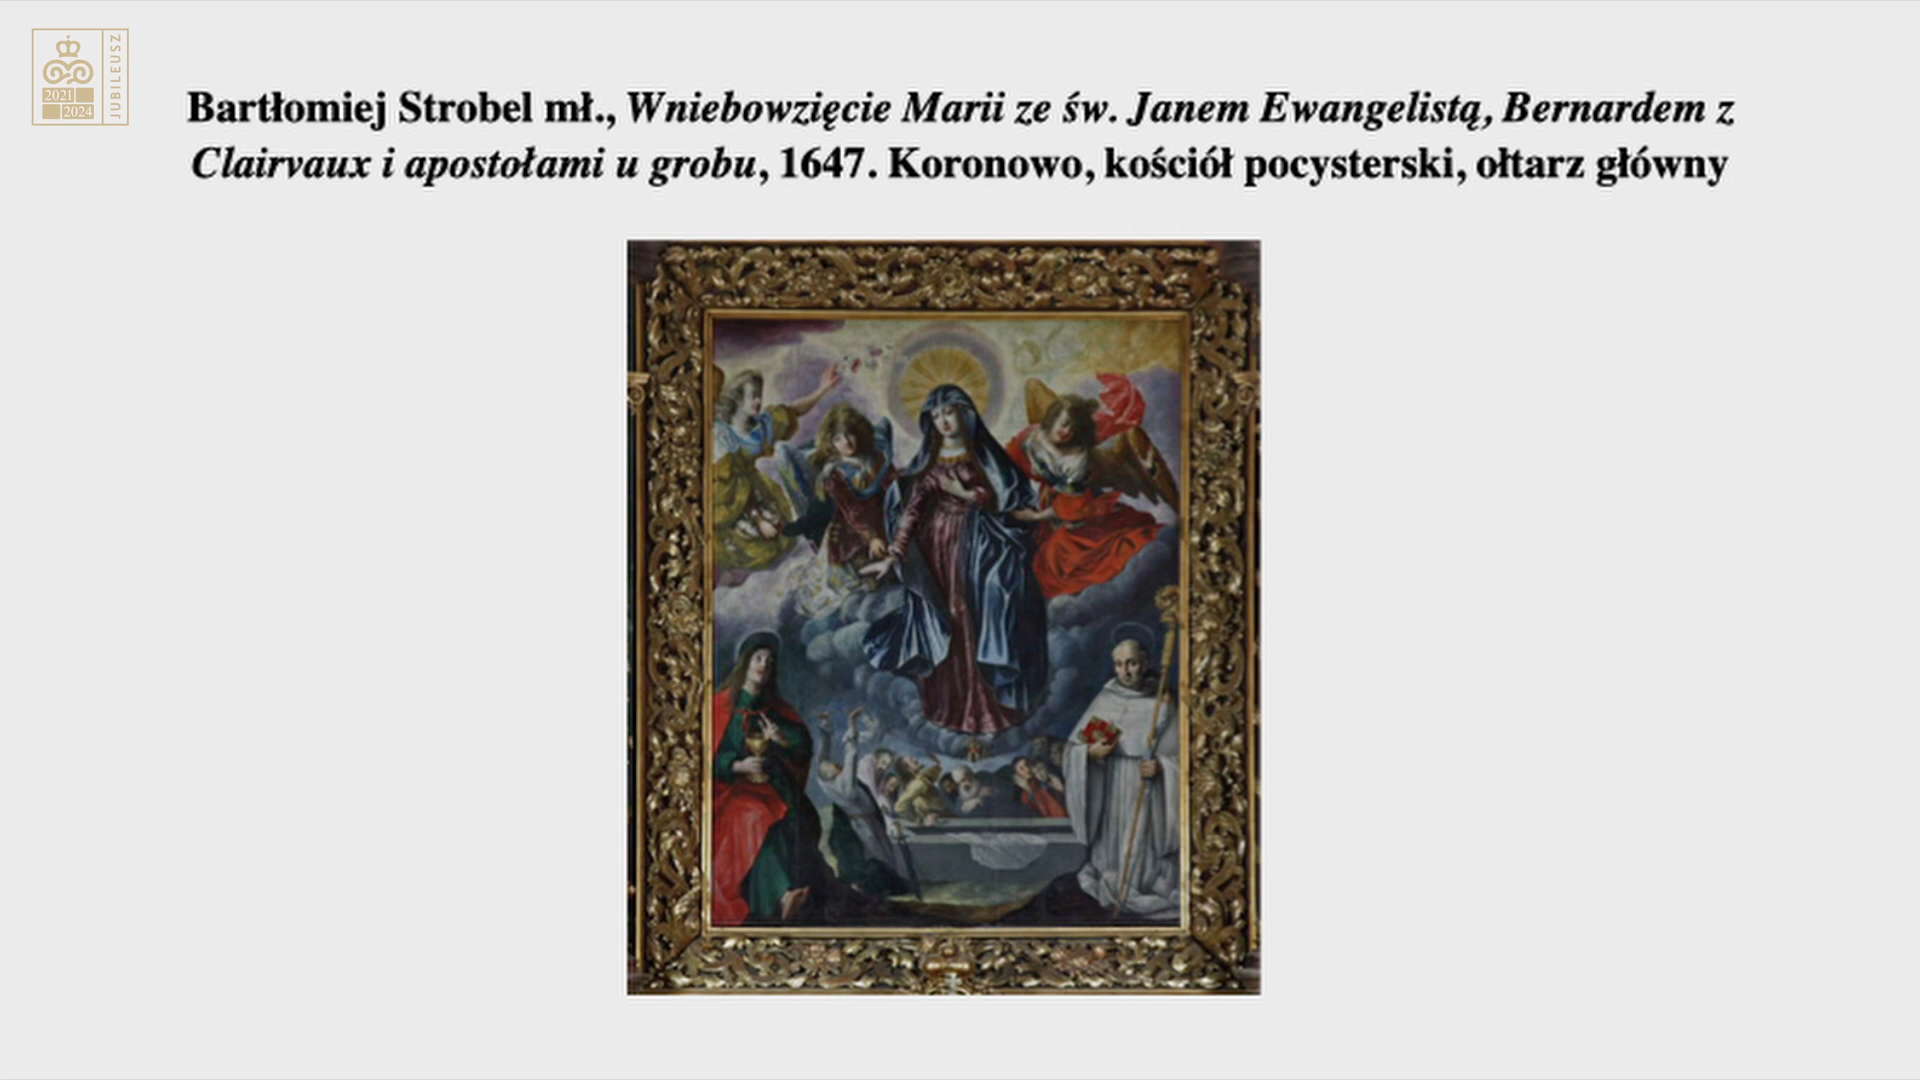 2021
2024
JUBILEUSZ
Bartłomiej Strobel mł., Wniebowzięcie Marii ze św. Janem Ewangelistą, Bernardem z
Clairvaux i apostołami u grobu, 1647. Koronowo, kościół pocysterski, ołtarz główny